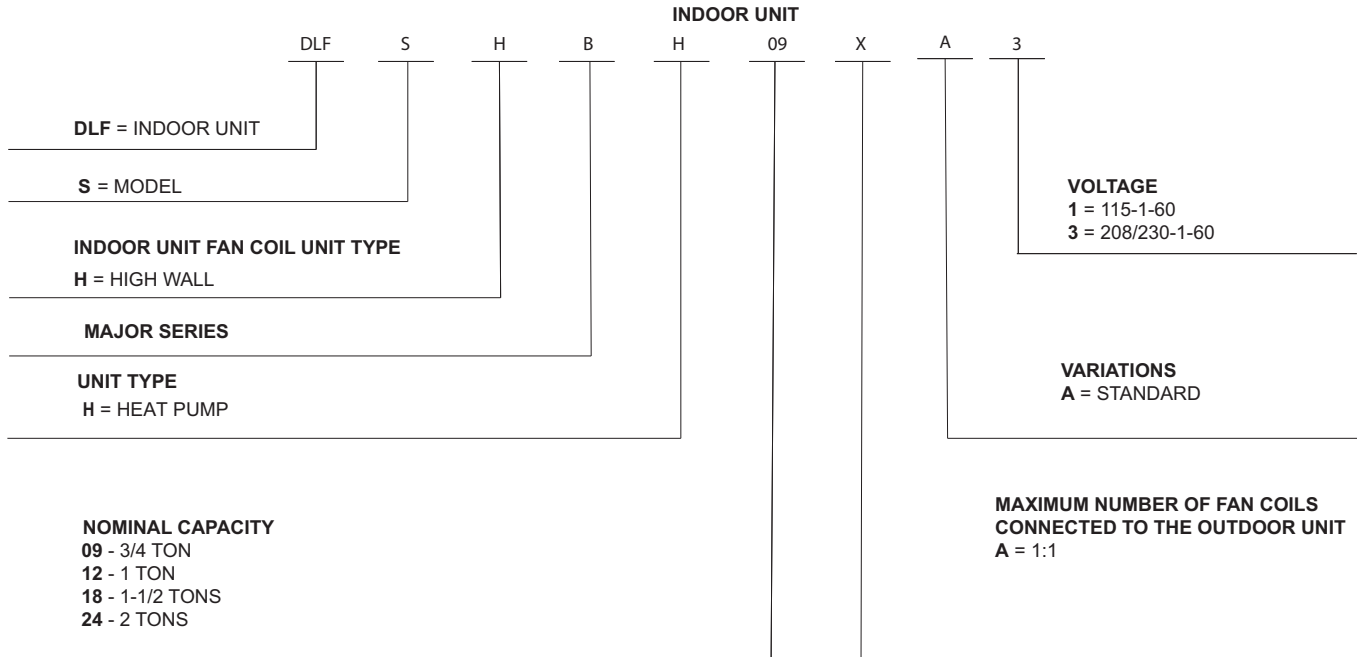 INDOOR UNIT
DLF S H B H 09 X A 3
DLF = INDOOR UNIT
S = MODEL
INDOOR UNIT FAN COIL UNIT TYPE
H = HIGH WALL
MAJOR SERIES
UNIT TYPE
H = HEAT PUMP
NOMINAL CAPACITY
09 - 3/4 TON
12 - 1 TON
18 - 1-1/2 TONS
24 - 2 TONS
VOLTAGE
1 = 115-1-60
3 = 208/230-1-60
VARIATIONS
A = STANDARD
MAXIMUM NUMBER OF FAN COILS
CONNECTED TO THE OUTDOOR UNIT
A = 1:1